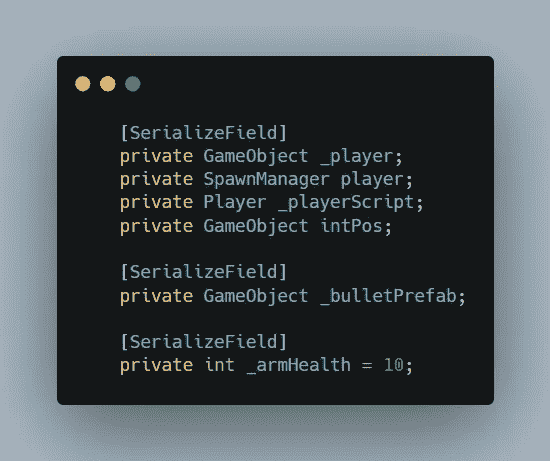 [SerializeField]
private GameObject _player;
private SpawnManager player;
private Player _playerScript;
private GameObject intPos;
[SerializeField]
private GameObject _bulletPrefab;
[SerializeField]
private int _armHealth = 10;